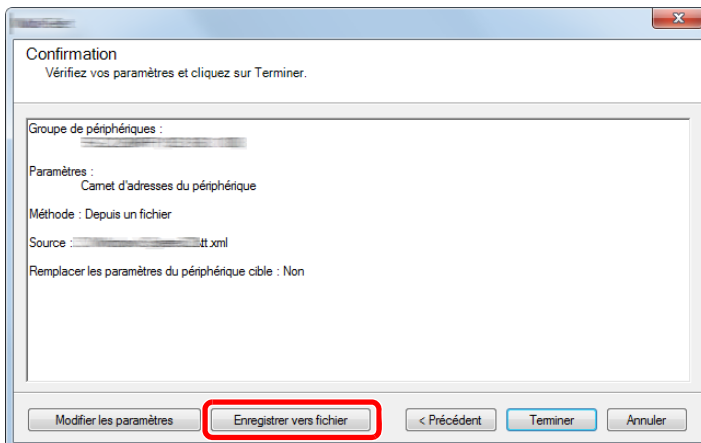 Confirmation
Vérifiez vos paramètres et cliquez sur Terminer.
Groupe de périphériques :
Paramètres :
Carnet d'adresses du périphérique
Méthode : Depuis un fichier
Source : tt.xml
Remplacer les paramètres du périphérique cible : Non
Modifier les paramètres Enregistrer vers fichier < Précédent Terminer Annuler